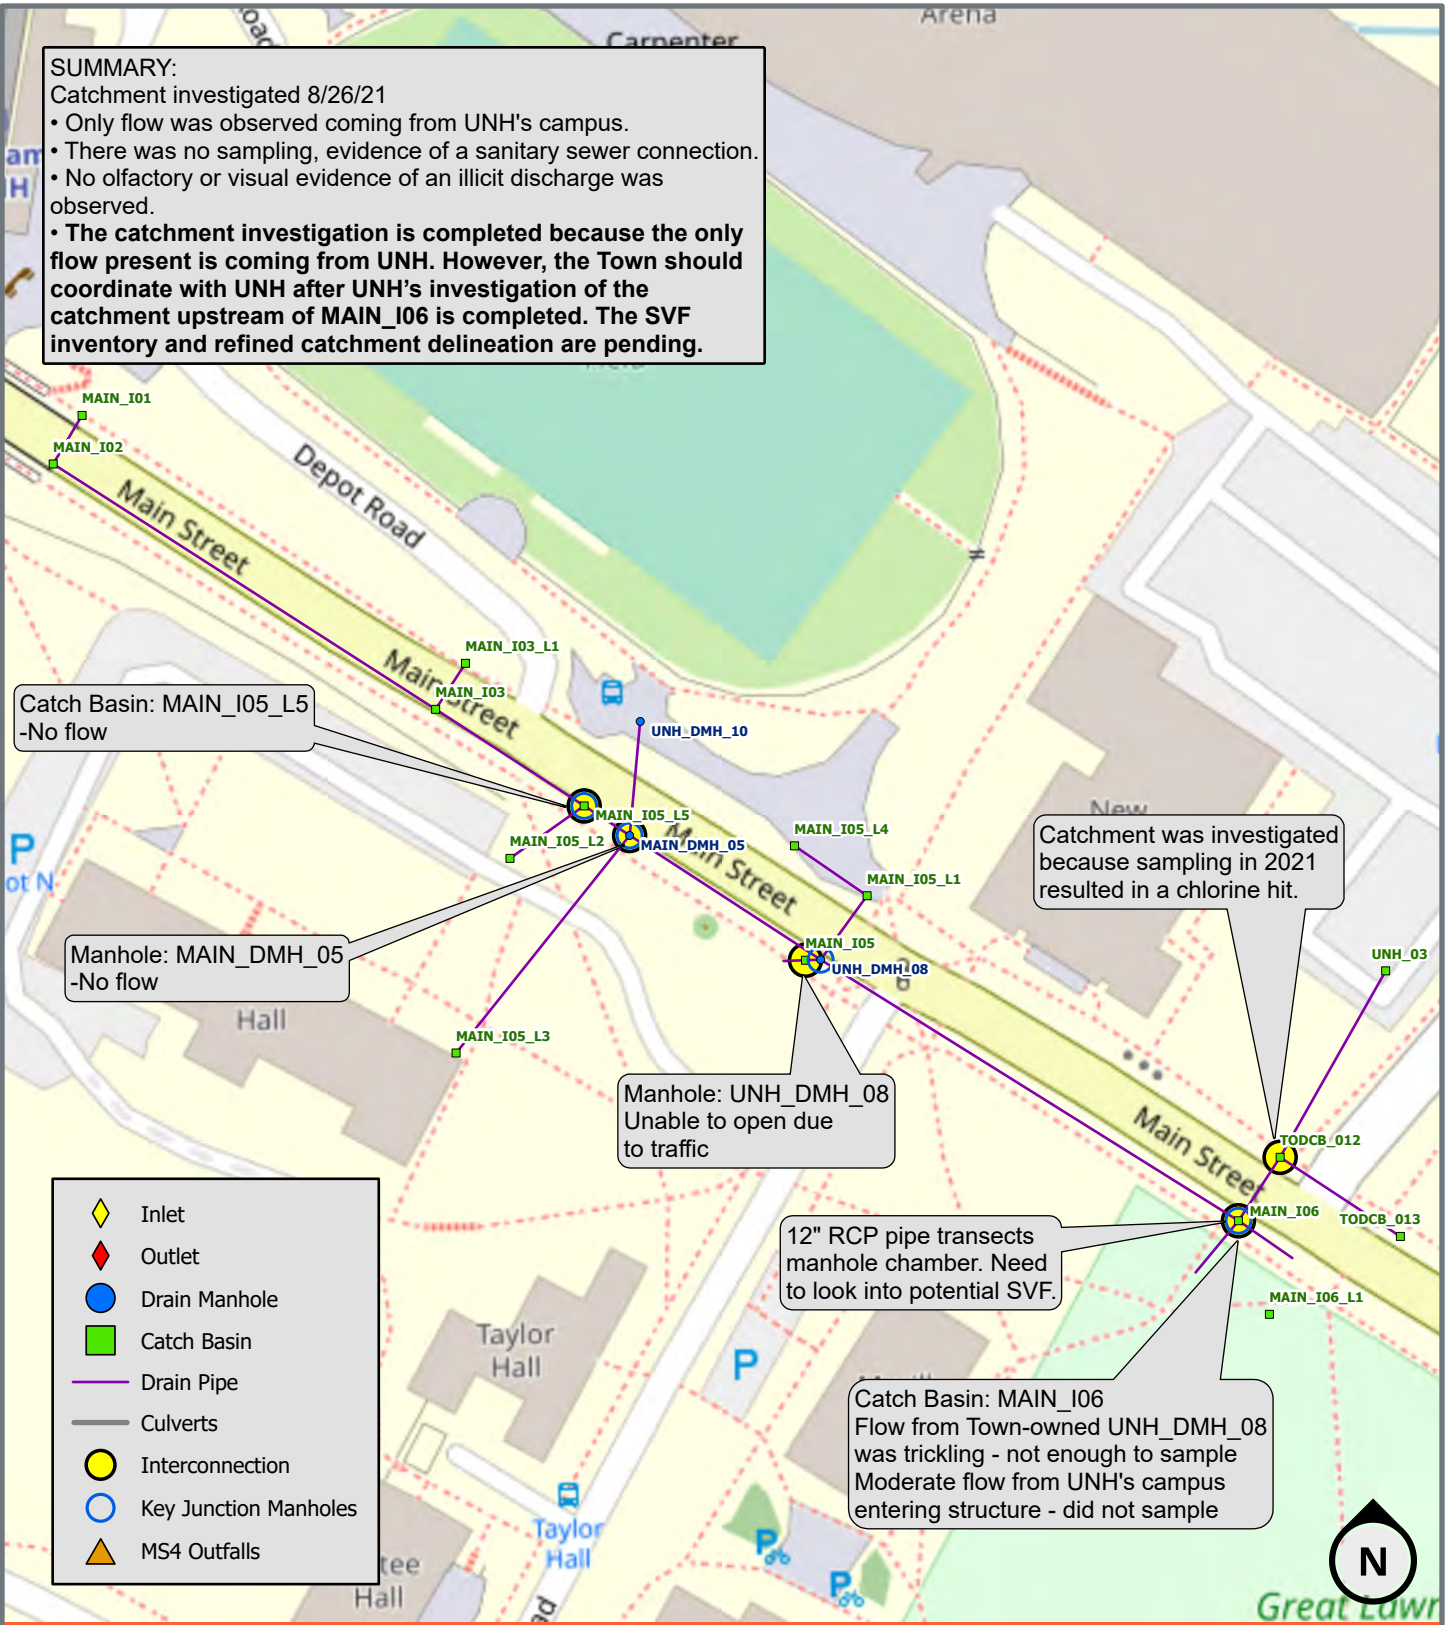 Arena
Road
Carpenter
SUMMARY:
Catchment investigated 8/26/21
• Only flow was observed coming from UNH's campus.
• There was no sampling, evidence of a sanitary sewer connection.
• No olfactory or visual evidence of an illicit discharge was
observed.
• The catchment investigation is completed because the only
flow present is coming from UNH. However, the Town should
coordinate with UNH after UNH’s investigation of the
catchment upstream of MAIN_I06 is completed. The SVF
inventory and refined catchment delineation are pending.
am
H
MAIN_I01
MAIN_I02
Main Street
Depot Road
MAIN_I03_L1
Main Street
MAIN_I03
Catch Basin: MAIN_I05_L5
-No flow
UNH_DMH_10
MAIN_I05_L5
MAIN_I05_L2
MAIN_DMH_05
Main Street
MAIN_I05_L4
MAIN_I05_L1
New
P
ot N
Catchment was investigated
because sampling in 2021
resulted in a chlorine hit.
Manhole: MAIN_DMH_05
-No flow
MAIN_I05
UNH_DMH_08
UNH_03
Hall
MAIN_I05_L3
Manhole: UNH_DMH_08
Unable to open due
to traffic
Main Street
TODCB_012
MAIN_I06
TODCB_013
12" RCP pipe transects
manhole chamber. Need
to look into potential SVF.
MAIN_I06_L1
Taylor
Hall
P
Catch Basin: MAIN_I06
Flow from Town-owned UNH_DMH_08
was trickling - not enough to sample
Moderate flow from UNH's campus
entering structure - did not sample
Inlet
Outlet
Drain Manhole
Catch Basin
Drain Pipe
Culverts
Interconnection
Key Junction Manholes
MS4 Outfalls
Taylor
Hall
P
P
tee
Hall
ad
N
Great Lawn